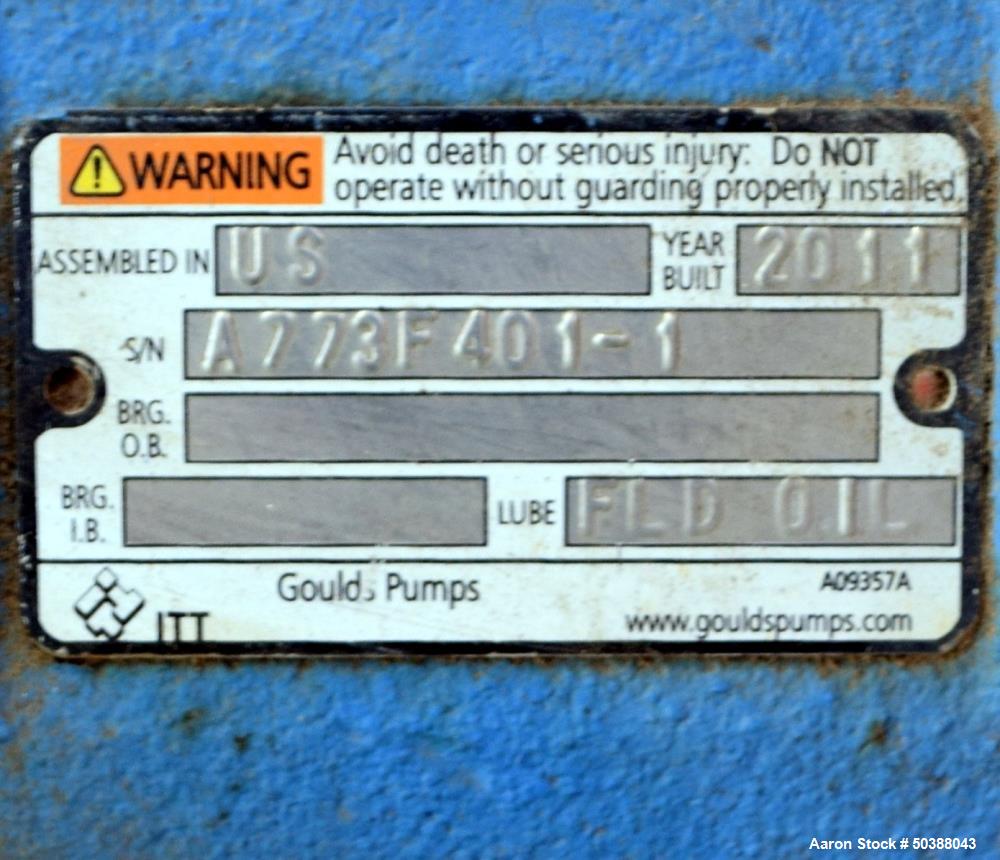 WARNING Avoid death or serious injury: Do NOT
operate without guarding properly installed.
ASSEMBLED IN US YEAR BUILT 2011
S/N A773F401-1
BRG. O.B.
BRG. I.B. LUBE FLD OIL
Goulds Pumps A09357A
ITT www.gouldspumps.com
Aaron Stock # 50388043